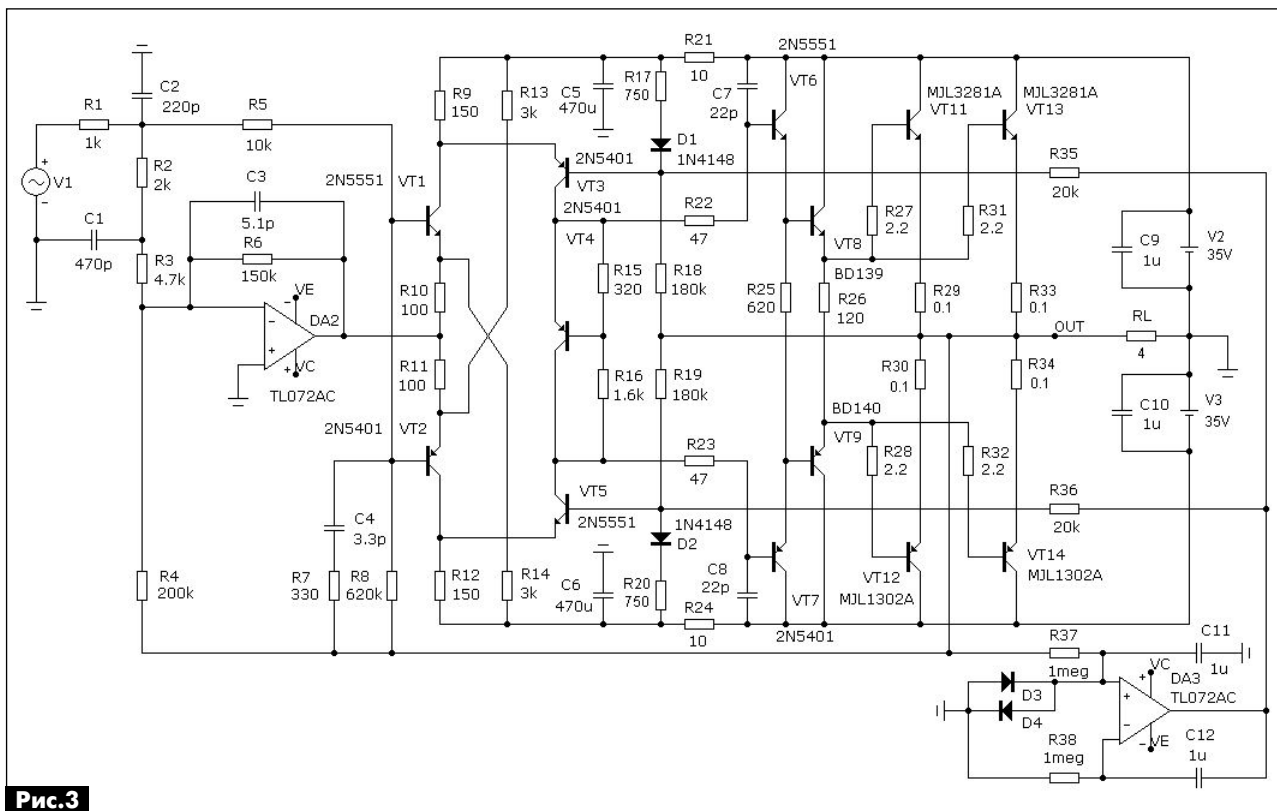 R1
1k
C2
220p
R5
10k
V1
+
−
C1
470p
R2
2k
R3
4.7k
C3
5.1p
R6
150k
−
+
VE
−
VC
+
DA2
TL072AC
2N5551
VT1
R9
150
R13
3k
R10
100
R11
100
2N5401
VT2
C4
3.3p
R7
330
R8
620k
R4
200k
R12
150
R14
3k
C5
470u
R17
750
D1
1N4148
2N5401
VT3
2N5401
VT4
R15
320
R16
1.6k
VT5
2N5551
C6
470u
R21
10
R22
47
R18
180k
R19
180k
R23
47
1N4148
D2
R20
750
R24
10
C7
22p
2N5551
VT6
VT8
BD139
R25
620
R26
120
BD140
VT9
C8
22p
VT7
2N5401
MJL3281A
VT11
R27
2.2
R29
0.1
R30
0.1
R28
2.2
VT12
MJL1302A
MJL3281A
VT13
R31
2.2
R33
0.1
R34
0.1
R32
2.2
VT14
MJL1302A
R35
20k
OUT
RL
4
R36
20k
C9
1u
V2
35V
C10
1u
V3
35V
R37
1meg
C11
1u
D3
D4
+
−
VC
+
VE
−
DA3
TL072AC
R38
1meg
C12
1u
Рис.3